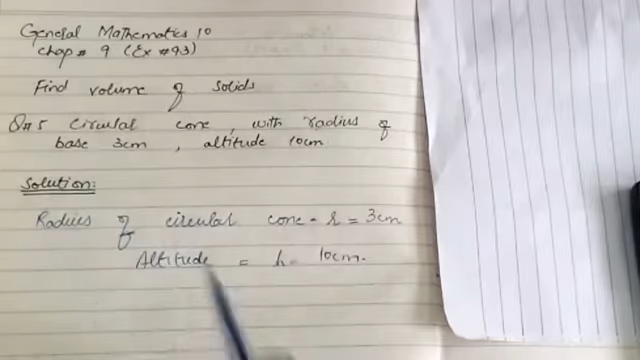 General Mathematics 10
Chap # 9 (Ex # 9.3)
Find volume of Solids
Q # 5 Circular cone, with radius of
base 3cm, altitude 10cm
Solution:
Radius of circular cone = r = 3cm
Altitude = h = 10cm.